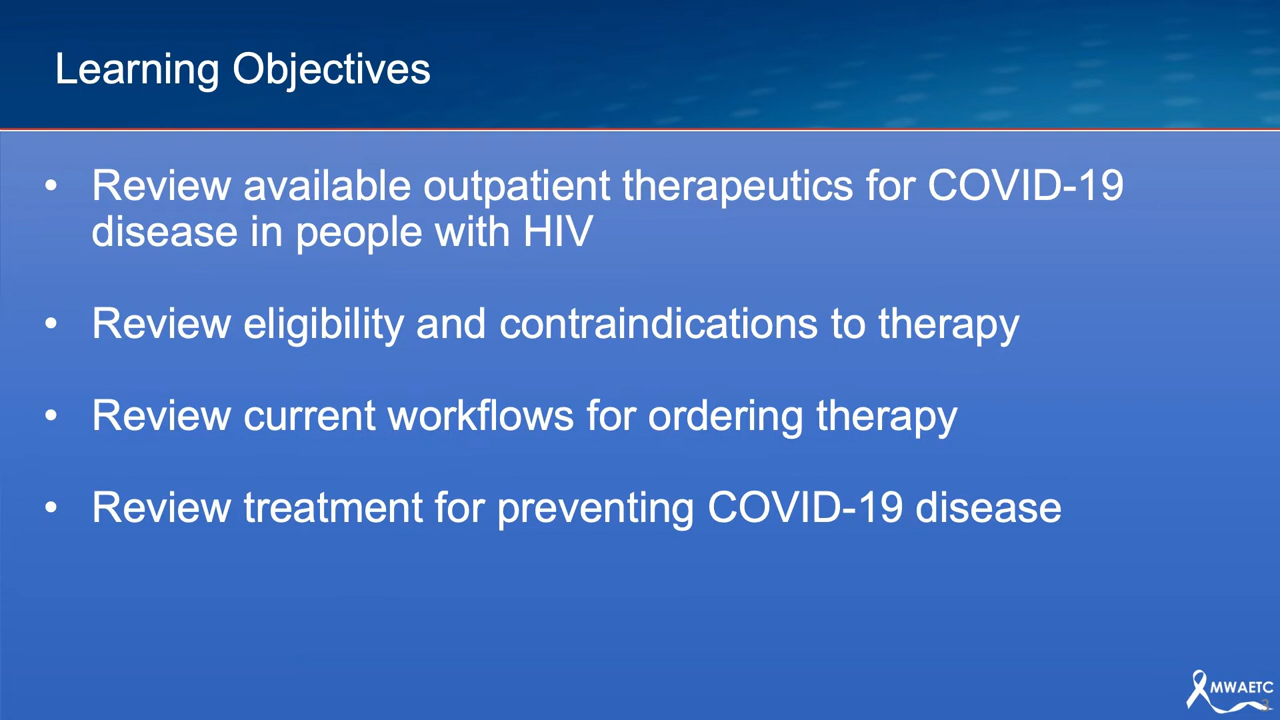 Learning Objectives
• Review available outpatient therapeutics for COVID-19
disease in people with HIV
• Review eligibility and contraindications to therapy
• Review current workflows for ordering therapy
• Review treatment for preventing COVID-19 disease
MWAETC
3